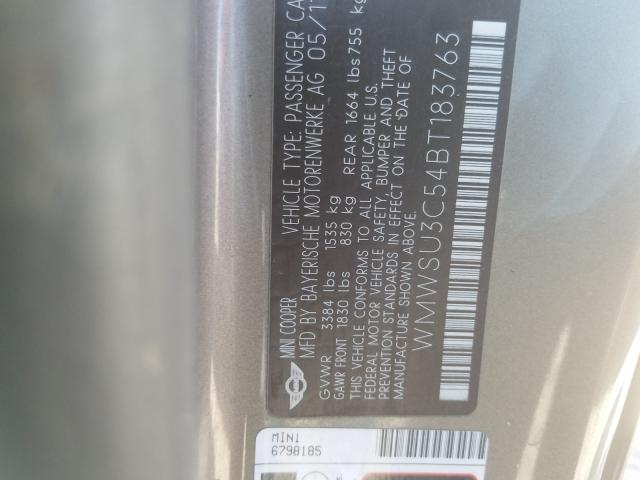 MINI COOPER VEHICLE TYPE: PASSENGER CA
MFD BY BAYERISCHE MOTORENWERKE AG 05/1
GVWR 3384 lbs 1535 kg
GAWR FRONT 1830 lbs 830 kg REAR 1664 lbs 755 kg
THIS VEHICLE CONFORMS TO ALL APPLICABLE U.S.
FEDERAL MOTOR VEHICLE SAFETY, BUMPER AND THEFT
PREVENTION STANDARDS IN EFFECT ON THE DATE OF
MANUFACTURE SHOWN ABOVE.
WMWSU3C54BT183763
MINI
6798185